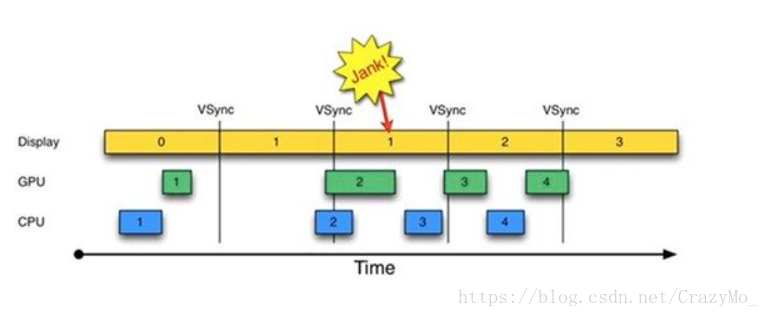 Jank!
VSync VSync VSync VSync
Display 0 1 1 2 3
GPU 1 2 3 4
CPU 1 2 3 4
Time
https://blog.csdn.net/CrazyMo_